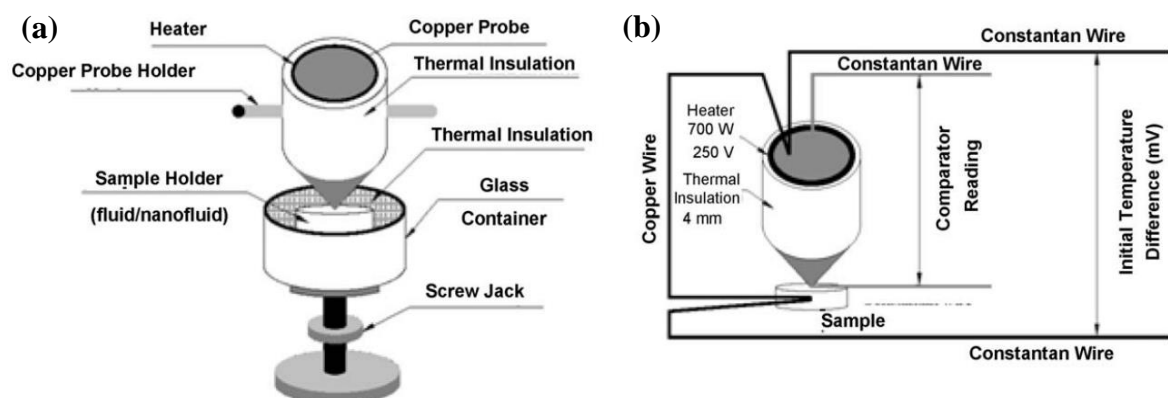 (a)
Heater
Copper Probe
Copper Probe Holder
Thermal Insulation
Thermal Insulation
Sample Holder
(fluid/nanofluid)
Glass
Container
Screw Jack
(b)
Constantan Wire
Constantan Wire
Heater
700 W
250 V
Thermal
Insulation
4 mm
Copper Wire
Comparator
Reading
Initial Temperature
Difference (mV)
Sample
Constantan Wire